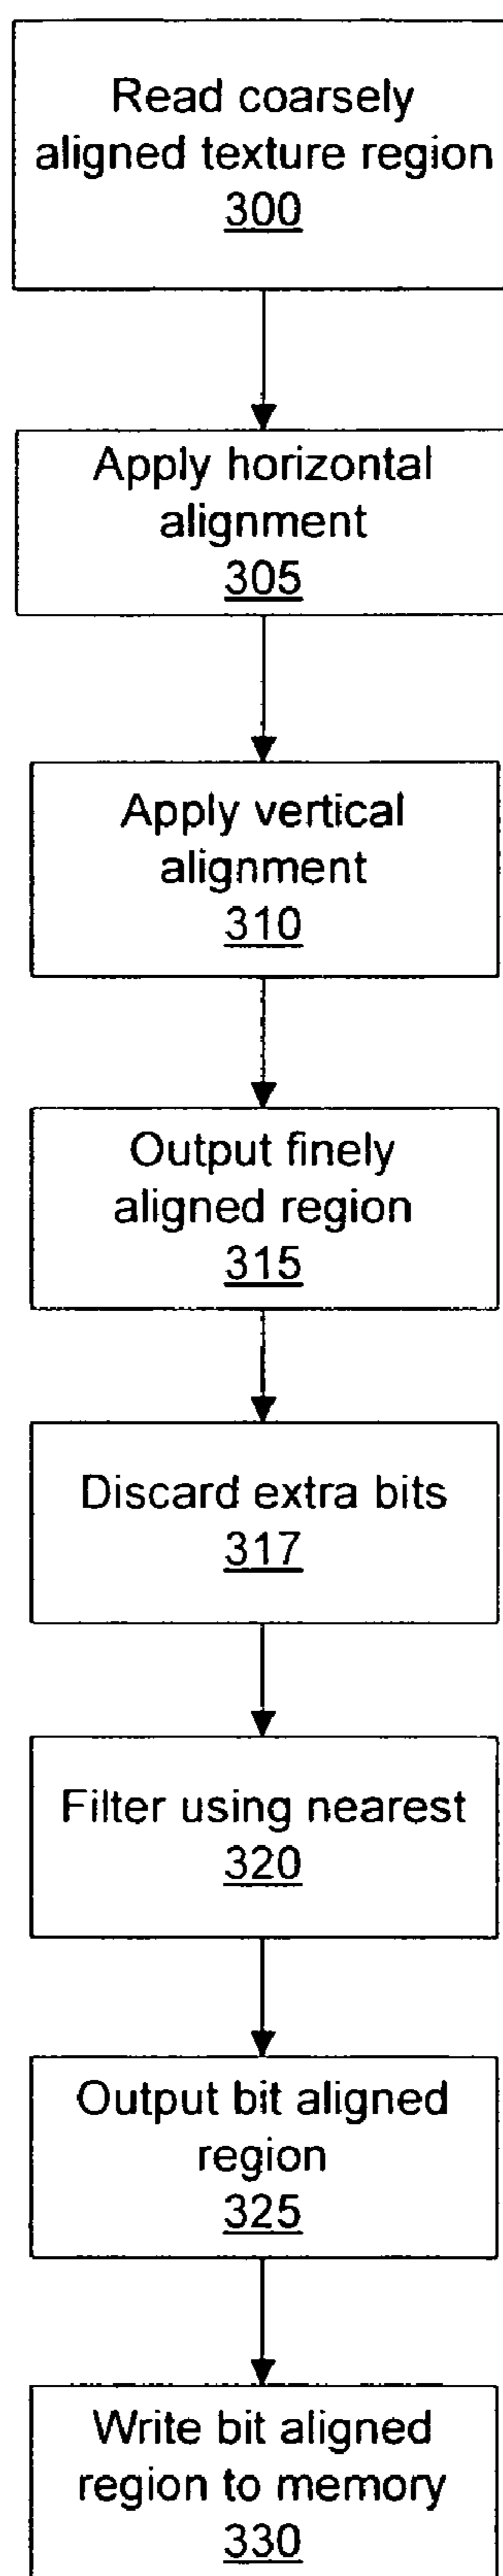 Read coarsely
aligned texture region
300
Apply horizontal
alignment
305
Apply vertical
alignment
310
Output finely
aligned region
315
Discard extra bits
317
Filter using nearest
320
Output bit aligned
region
325
Write bit aligned
region to memory
330